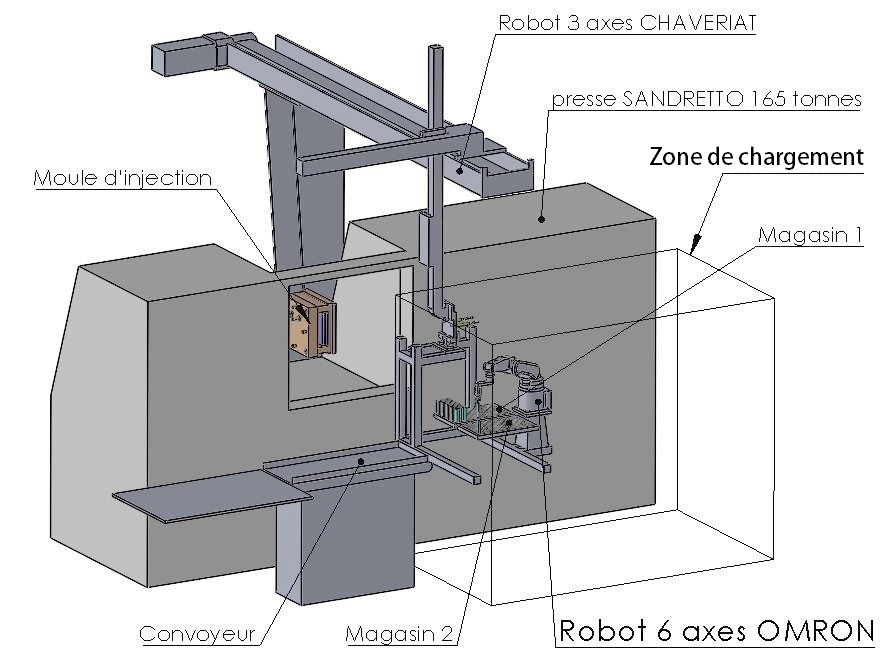 Robot 3 axes CHAVERIAT
presse SANDRETTO 165 tonnes
Zone de chargement
Moule d'injection
Magasin 1
Convoyeur
Magasin 2
Robot 6 axes OMRON